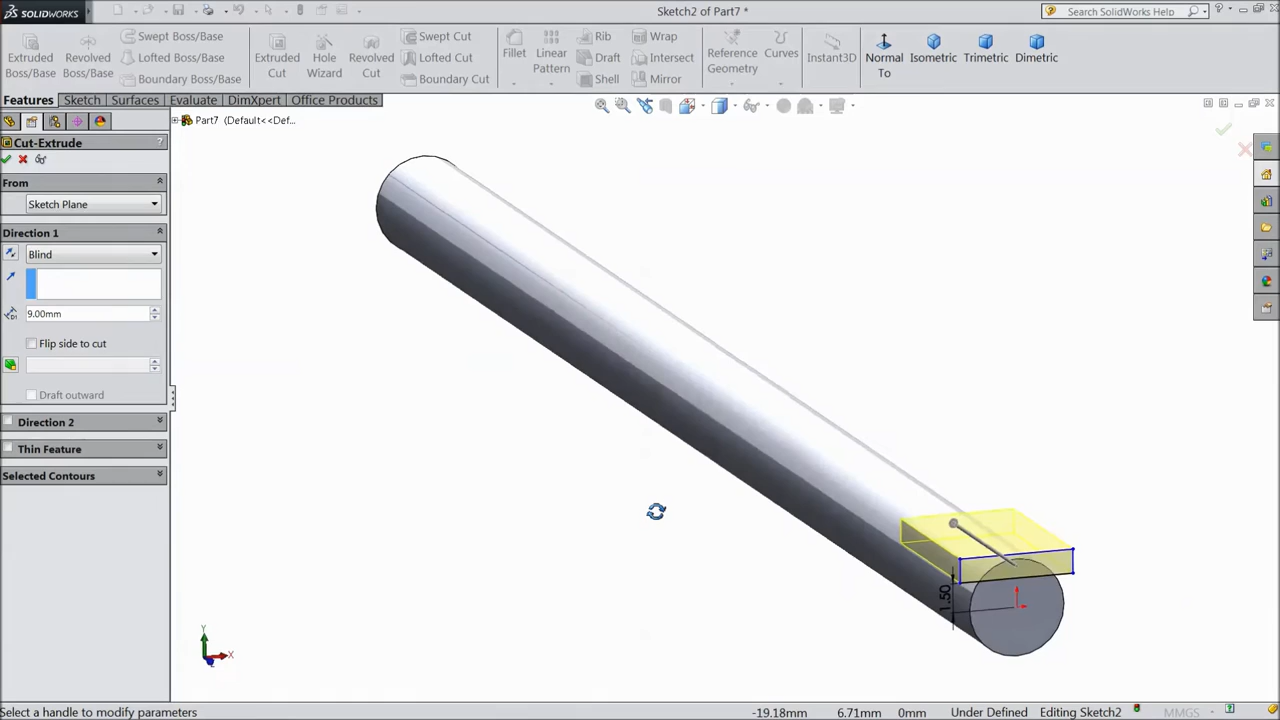 SOLIDWORKS
Sketch2 of Part7 *
Search SolidWorks Help
Extruded Boss/Base
Revolved Boss/Base
Swept Boss/Base
Lofted Boss/Base
Boundary Boss/Base
Extruded Cut
Hole Wizard
Revolved Cut
Swept Cut
Lofted Cut
Boundary Cut
Fillet
Linear Pattern
Rib
Draft
Shell
Wrap
Intersect
Mirror
Reference Geometry
Curves
Instant3D
Normal To
Isometric
Trimetric
Dimetric
Features
Sketch
Surfaces
Evaluate
DimXpert
Office Products
Part7 (Default<<Def...
Cut-Extrude
?
From
Sketch Plane
Direction 1
Blind
D1
9.00mm
Flip side to cut
Draft outward
Direction 2
Thin Feature
Selected Contours
1.50
Y
X
Select a handle to modify parameters
-19.18mm
6.71mm
0mm
Under Defined
Editing Sketch2
MMGS